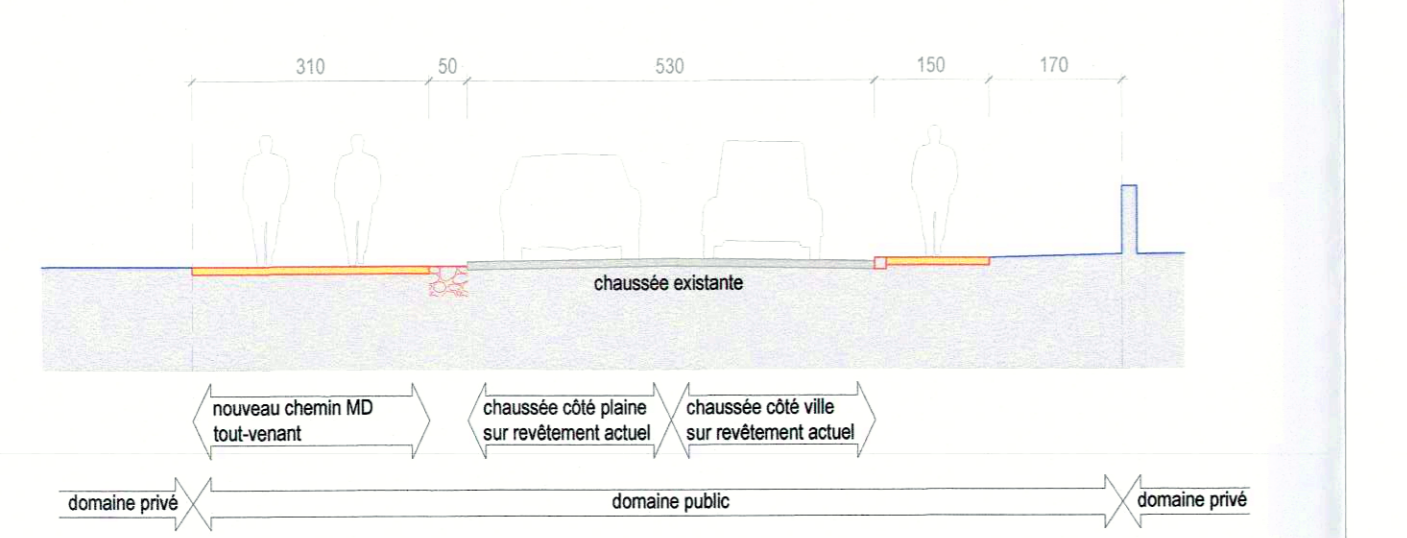 310 50 530 150 170
chaussée existante
nouveau chemin MD
tout-venant
chaussée côté plaine
sur revêtement actuel
chaussée côté ville
sur revêtement actuel
domaine privé
domaine public
domaine privé